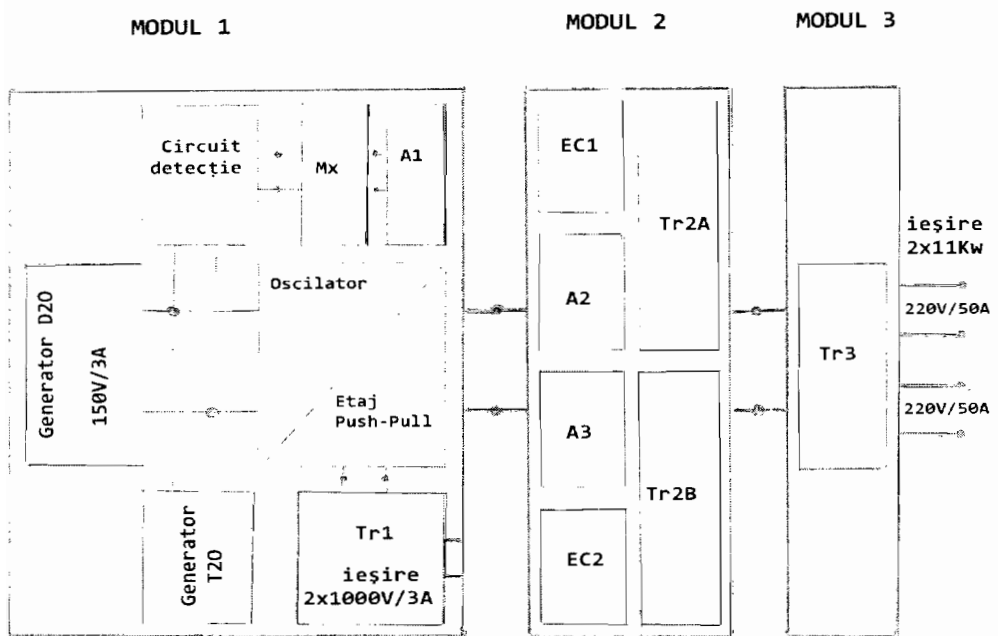 MODUL 1
MODUL 2
MODUL 3
Circuit
detecție
Mx
A1
Oscilator
Generator D2O
150V/3A
Etaj
Push-Pull
Generator
T2O
Tr1
ieșire
2x1000V/3A
EC1
Tr2A
A2
A3
Tr2B
EC2
Tr3
ieșire
2x11Kw
220V/50A
220V/50A